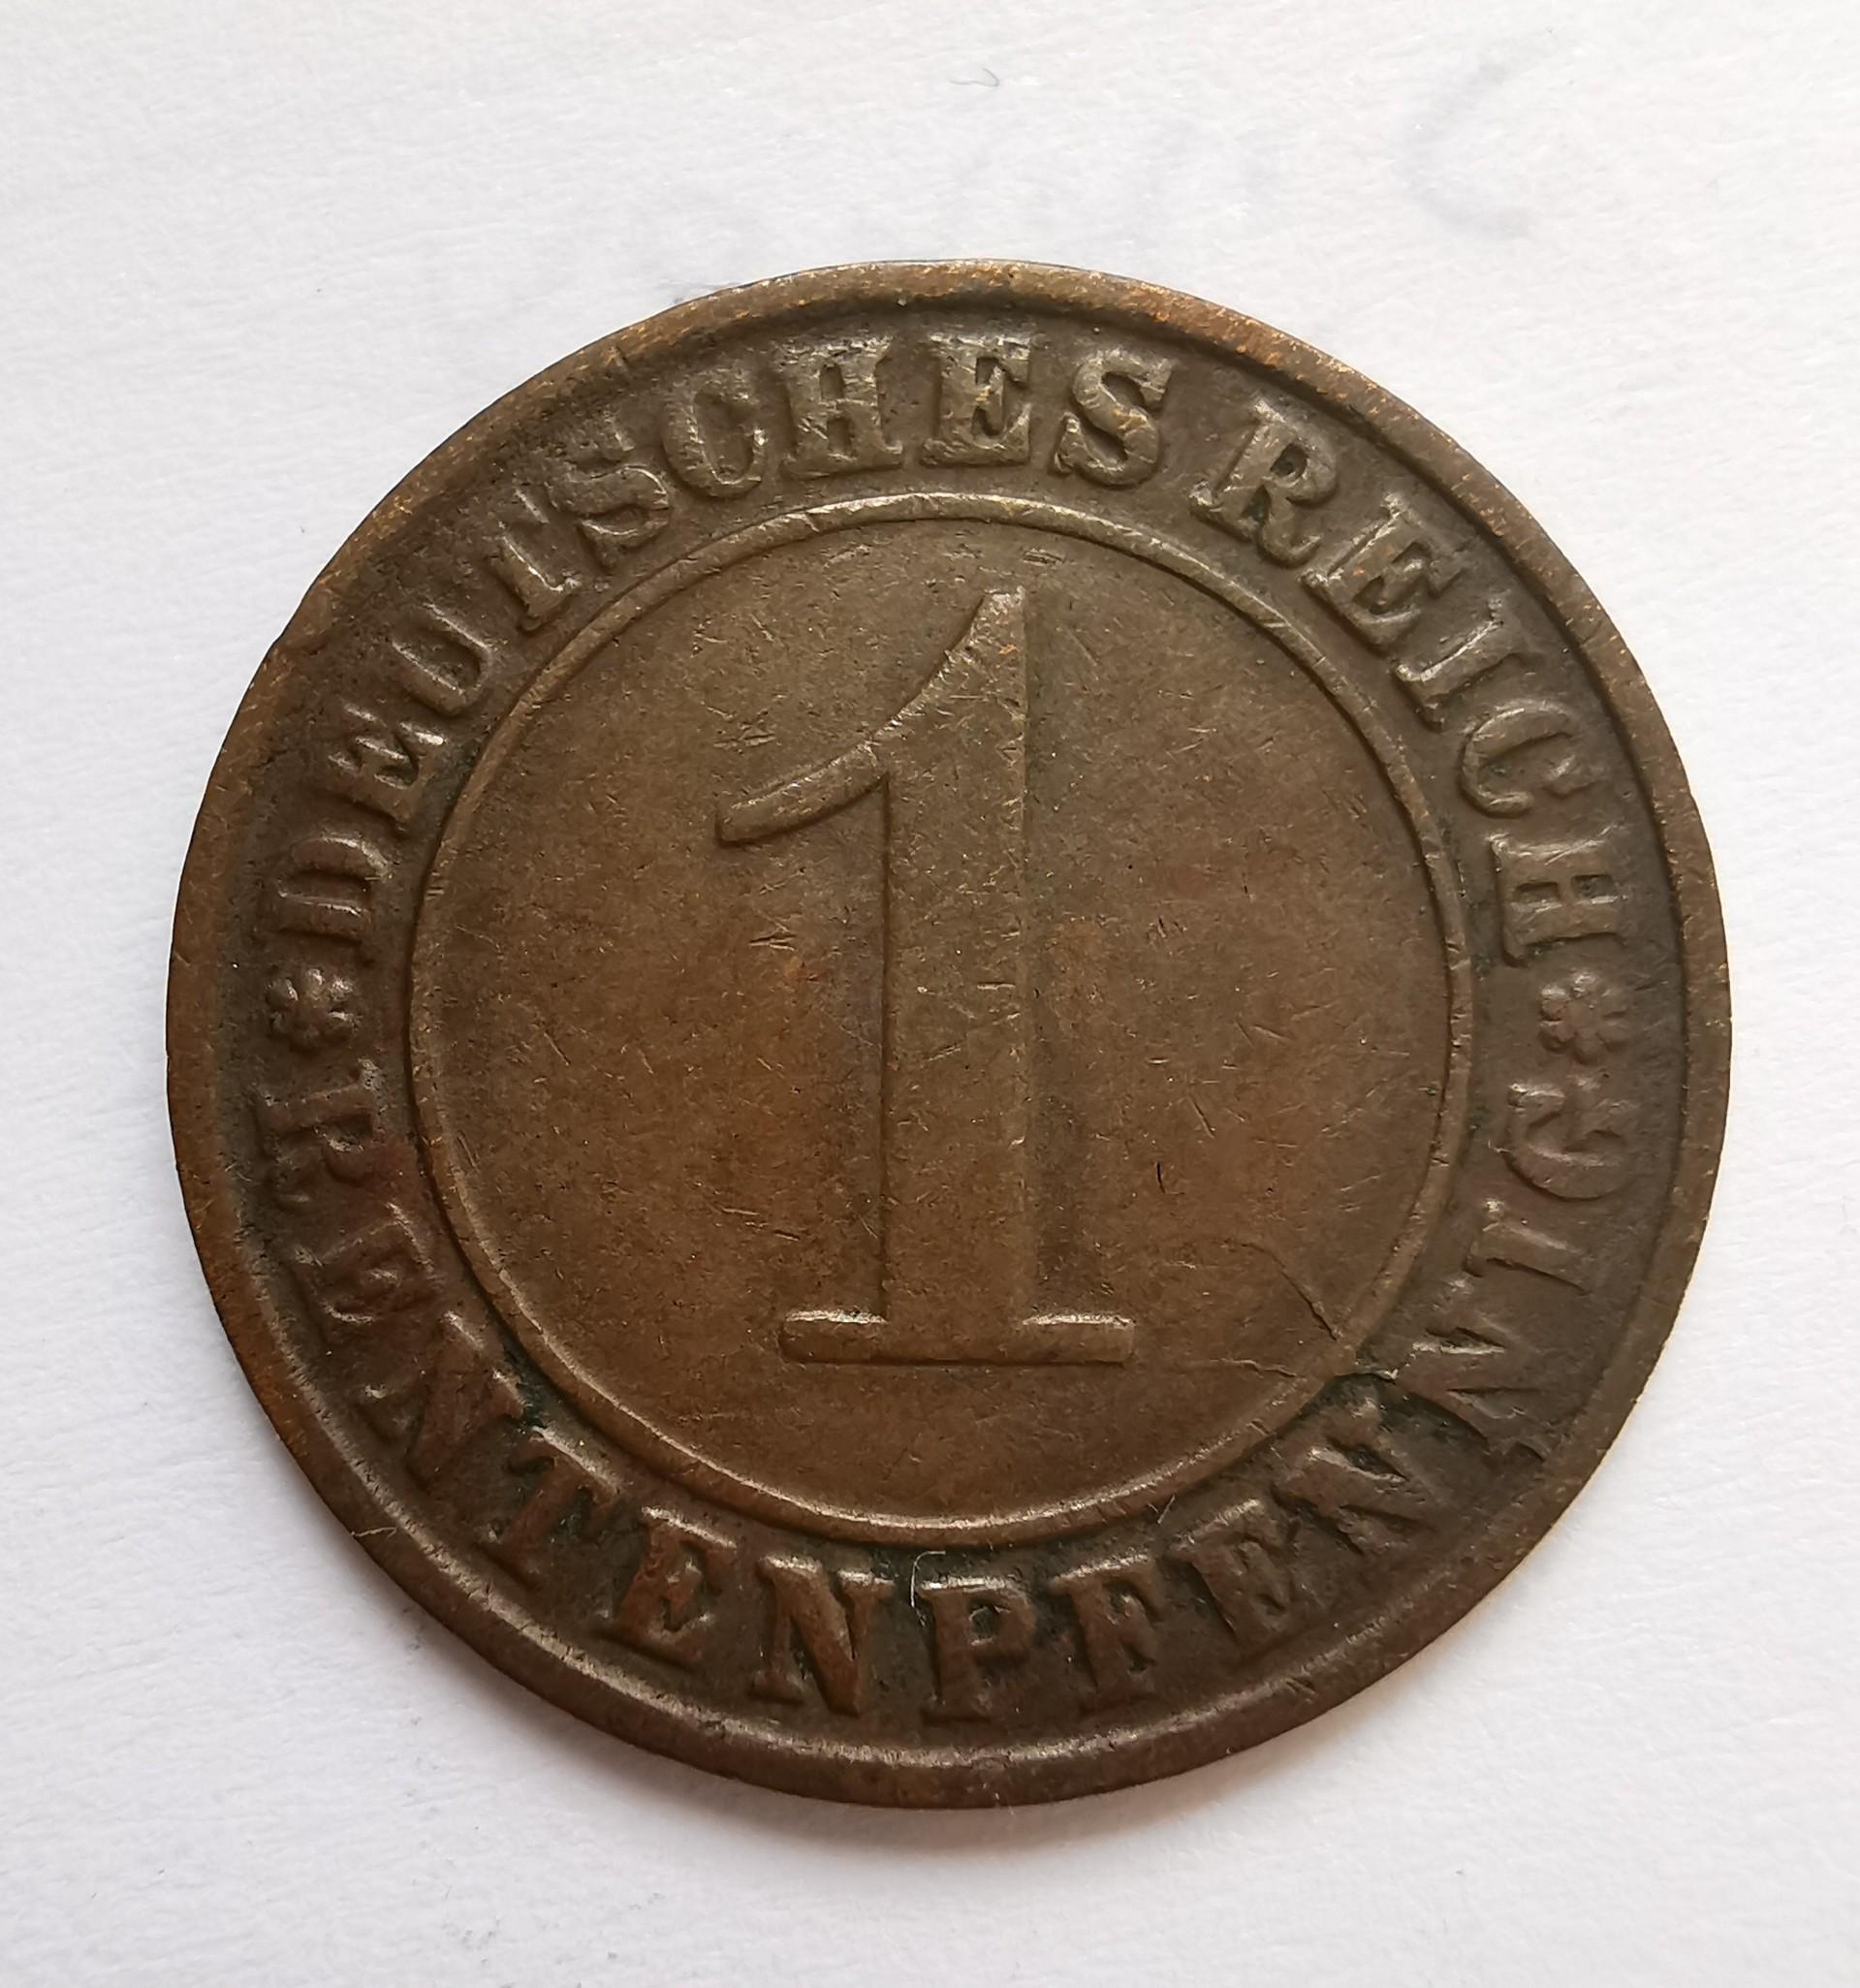 DEUTSCHES REICH
1
RENTENPFENNIG